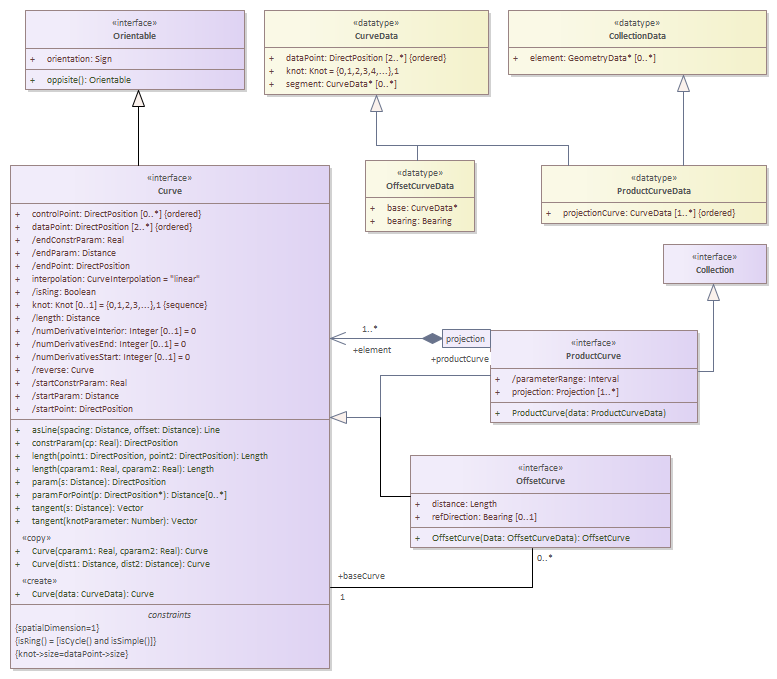 «interface»
Orientable
+ orientation: Sign
+ oppisite(): Orientable
«datatype»
CurveData
+ dataPoint: DirectPosition [2..*] {ordered}
+ knot: Knot = {0,1,2,3,4,...},1
+ segment: CurveData* [0..*]
«datatype»
CollectionData
+ element: GeometryData* [0..*]
«datatype»
OffsetCurveData
+ base: CurveData*
+ bearing: Bearing
«datatype»
ProductCurveData
+ projectionCurve: CurveData [1..*] {ordered}
«interface»
Curve
+ controlPoint: DirectPosition [0..*] {ordered}
+ dataPoint: DirectPosition [2..*] {ordered}
+ /endConstrParam: Real
+ /endParam: Distance
+ /endPoint: DirectPosition
+ interpolation: CurveInterpolation = "linear"
+ /isRing: Boolean
+ knot: Knot [0..1] = {0,1,2,3,...},1 {sequence}
+ /length: Distance
+ /numDerivativeInterior: Integer [0..1] = 0
+ /numDerivativesEnd: Integer [0..1] = 0
+ /numDerivativesStart: Integer [0..1] = 0
+ /reverse: Curve
+ /startConstrParam: Real
+ /startParam: Distance
+ /startPoint: DirectPosition
+ asLine(spacing: Distance, offset: Distance): Line
+ constrParam(cp: Real): DirectPosition
+ length(point1: DirectPosition, point2: DirectPosition): Length
+ length(cparam1: Real, cparam2: Real): Length
+ param(s: Distance): DirectPosition
+ paramForPoint(p: DirectPosition*): Distance[0..*]
+ tangent(s: Distance): Vector
+ tangent(knotParameter: Number): Vector
«copy»
+ Curve(cparam1: Real, cparam2: Real): Curve
+ Curve(dist1: Distance, dist2: Distance): Curve
«create»
+ Curve(data: CurveData): Curve
constraints
{spatialDimension=1}
{isRing() = [isCycle() and isSimple()]}
{knot->size=dataPoint->size}
«interface»
Collection
1..*
+element
projection
+productCurve
«interface»
ProductCurve
+ /parameterRange: Interval
+ projection: Projection [1..*]
+ ProductCurve(data: ProductCurveData)
«interface»
OffsetCurve
+ distance: Length
+ refDirection: Bearing [0..1]
+ OffsetCurve(Data: OffsetCurveData): OffsetCurve
0..*
+baseCurve
1